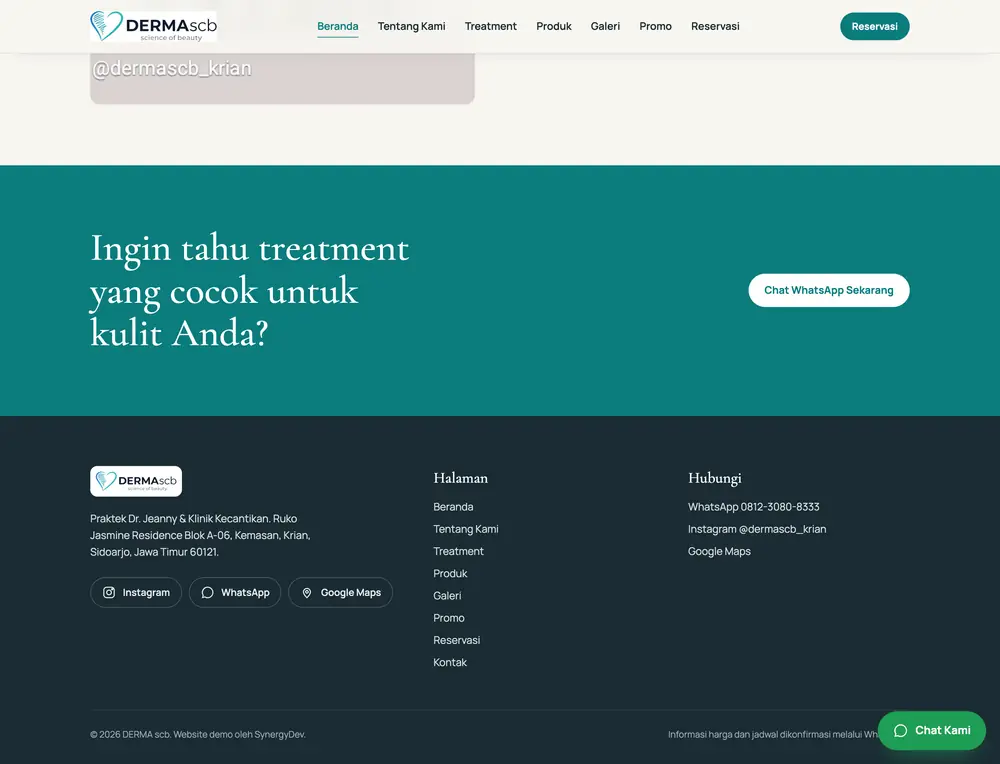 DERMAscb
science of beauty
Beranda
Tentang Kami
Treatment
Produk
Galeri
Promo
Reservasi
Reservasi
@dermascb_krian
Ingin tahu treatment
yang cocok untuk
kulit Anda?
Chat WhatsApp Sekarang
DERMAscb
science of beauty
Praktek Dr. Jeanny & Klinik Kecantikan. Ruko
Jasmine Residence Blok A-06, Kemasan, Krian,
Sidoarjo, Jawa Timur 60121.
Instagram
WhatsApp
Google Maps
Halaman
Beranda
Tentang Kami
Treatment
Produk
Galeri
Promo
Reservasi
Kontak
Hubungi
WhatsApp 0812-3080-8333
Instagram @dermascb_krian
Google Maps
© 2026 DERMA scb. Website demo oleh SynergyDev.
Informasi harga dan jadwal dikonfirmasi melalui
Chat Kami